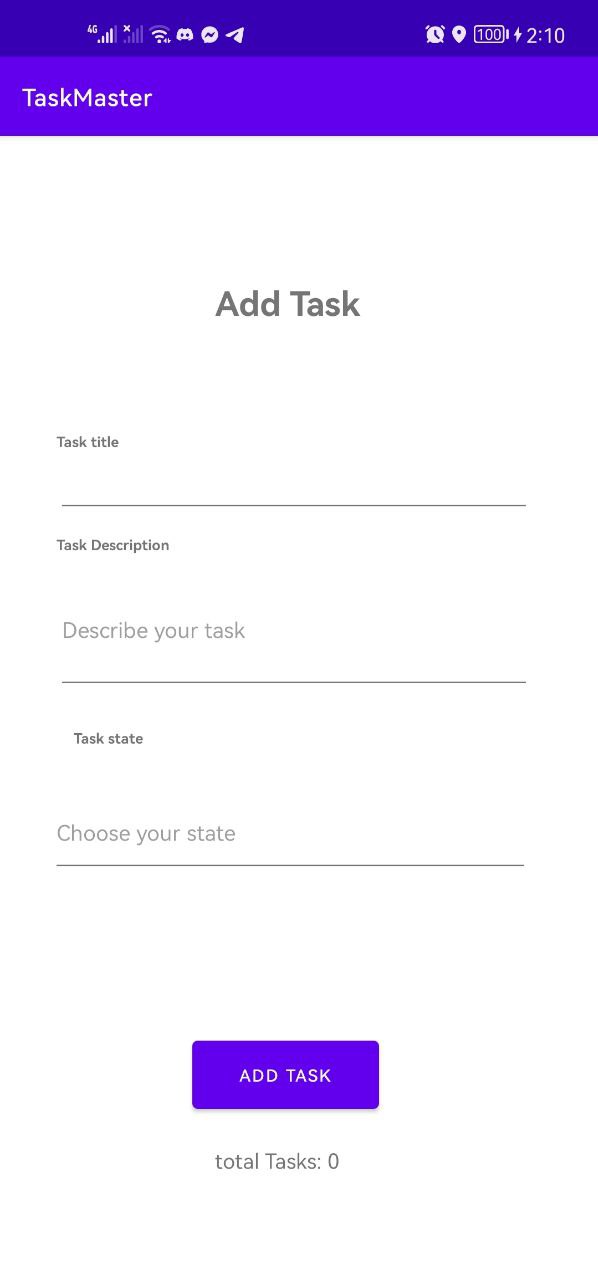 4G 100 2:10
TaskMaster
Add Task
Task title
Task Description
Describe your task
Task state
Choose your state
ADD TASK
total Tasks: 0